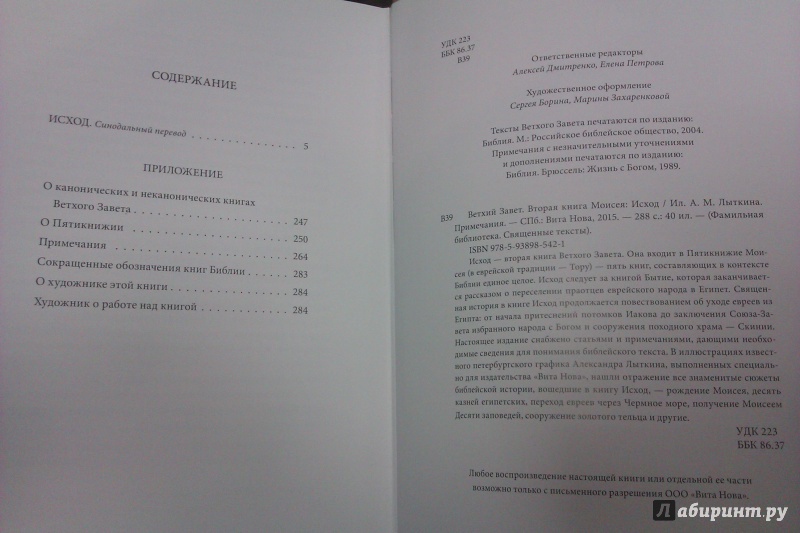 СОДЕРЖАНИЕ
ИСХОД. Синодальный перевод . . . . . . . . . . . . . . . 5
ПРИЛОЖЕНИЕ
О канонических и неканонических книгах
Ветхого Завета . . . . . . . . . . . . . . . . . . . . . . 247
О Пятикнижии . . . . . . . . . . . . . . . . . . . . . . . 250
Примечания . . . . . . . . . . . . . . . . . . . . . . . 264
Сокращенные обозначения книг Библии . . . . . . . . 283
О художнике этой книги . . . . . . . . . . . . . . . . . 284
Художник о работе над книгой . . . . . . . . . . . . . . 284
УДК 223
ББК 86.37
В39
Ответственные редакторы
Алексей Дмитренко, Елена Петрова
Художественное оформление
Сергея Борина, Марины Захаренковой
Тексты Ветхого Завета печатаются по изданию:
Библия. М.: Российское библейское общество, 2004.
Примечания с незначительными уточнениями
и дополнениями печатаются по изданию:
Библия. Брюссель: Жизнь с Богом, 1989.
В39 Ветхий Завет. Вторая книга Моисея: Исход / Ил. А. М. Лыткина.
Примечания. — СПб.: Вита Нова, 2015. — 288 с.: 40 ил. — (Фамильная
библиотека. Священные тексты).
ISBN 978-5-93898-542-1
Исход — вторая книга Ветхого Завета. Она входит в Пятикнижие Мои-
сея (в еврейской традиции — Тору) — пять книг, составляющих в контексте
Библии единое целое. Исход следует за книгой Бытие, которая заканчивает-
ся рассказом о переселении праотцев еврейского народа в Египет. Священ-
ная история в книге Исход продолжается повествованием об уходе евреев из
Египта: от начала притеснений потомков Иакова до заключения Союза-За-
вета избранного народа с Богом и сооружения походного храма — Скинии.
Настоящее издание снабжено статьями и примечаниями, дающими необхо-
димые сведения для понимания библейского текста. В иллюстрациях извест-
ного петербургского графика Александра Лыткина, выполненных специаль-
но для издательства «Вита Нова», нашли отражение все знаменитые сюжеты
библейской истории, вошедшие в книгу Исход, — рождение Моисея, десять
казней египетских, переход евреев через Чермное море, получение Моисеем
Десяти заповедей, сооружение золотого тельца и другие.
УДК 223
ББК 86.37
Любое воспроизведение настоящей книги или отдельной ее части
возможно только с письменного разрешения ООО «Вита Нова».
Лабиринт.ру